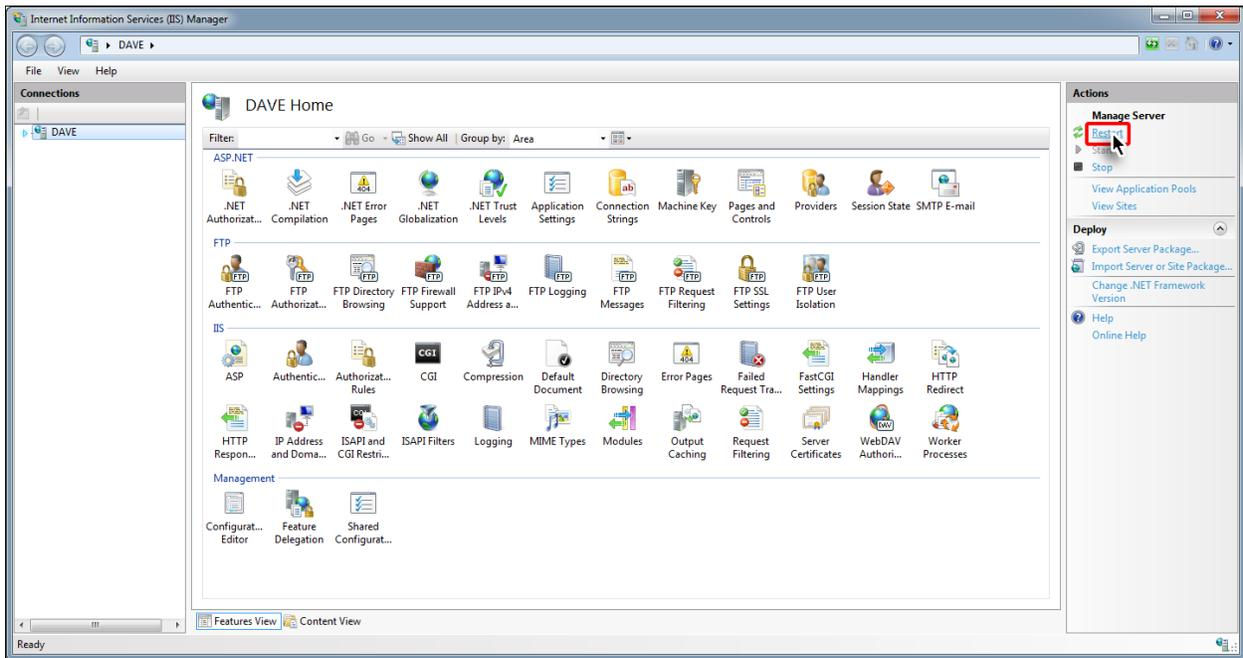 Internet Information Services (IIS) Manager
DAVE
File View Help
Connections
DAVE
DAVE Home
Filter: Go Show All Group by: Area
ASP.NET
.NET Authorizat... .NET Compilation .NET Error Pages .NET Globalization .NET Trust Levels Application Settings Connection Strings Machine Key Pages and Controls Providers Session State SMTP E-mail
FTP
FTP Authentic... FTP Authorizat... FTP Directory Browsing FTP Firewall Support FTP IPv4 Address a... FTP Logging FTP Messages FTP Request Filtering FTP SSL Settings FTP User Isolation
IIS
ASP Authentic... Authorizat... Rules CGI Compression Default Document Directory Browsing Error Pages Failed Request Tra... FastCGI Settings Handler Mappings HTTP Redirect
HTTP Respon... IP Address and Doma... ISAPI and CGI Restri... ISAPI Filters Logging MIME Types Modules Output Caching Request Filtering Server Certificates WebDAV Authori... Worker Processes
Management
Configurat... Editor Feature Delegation Shared Configurat...
Features View Content View
Ready
Actions
Manage Server
Restart
Start
Stop
View Application Pools
View Sites
Deploy
Export Server Package...
Import Server or Site Package...
Change .NET Framework
Version
Help
Online Help